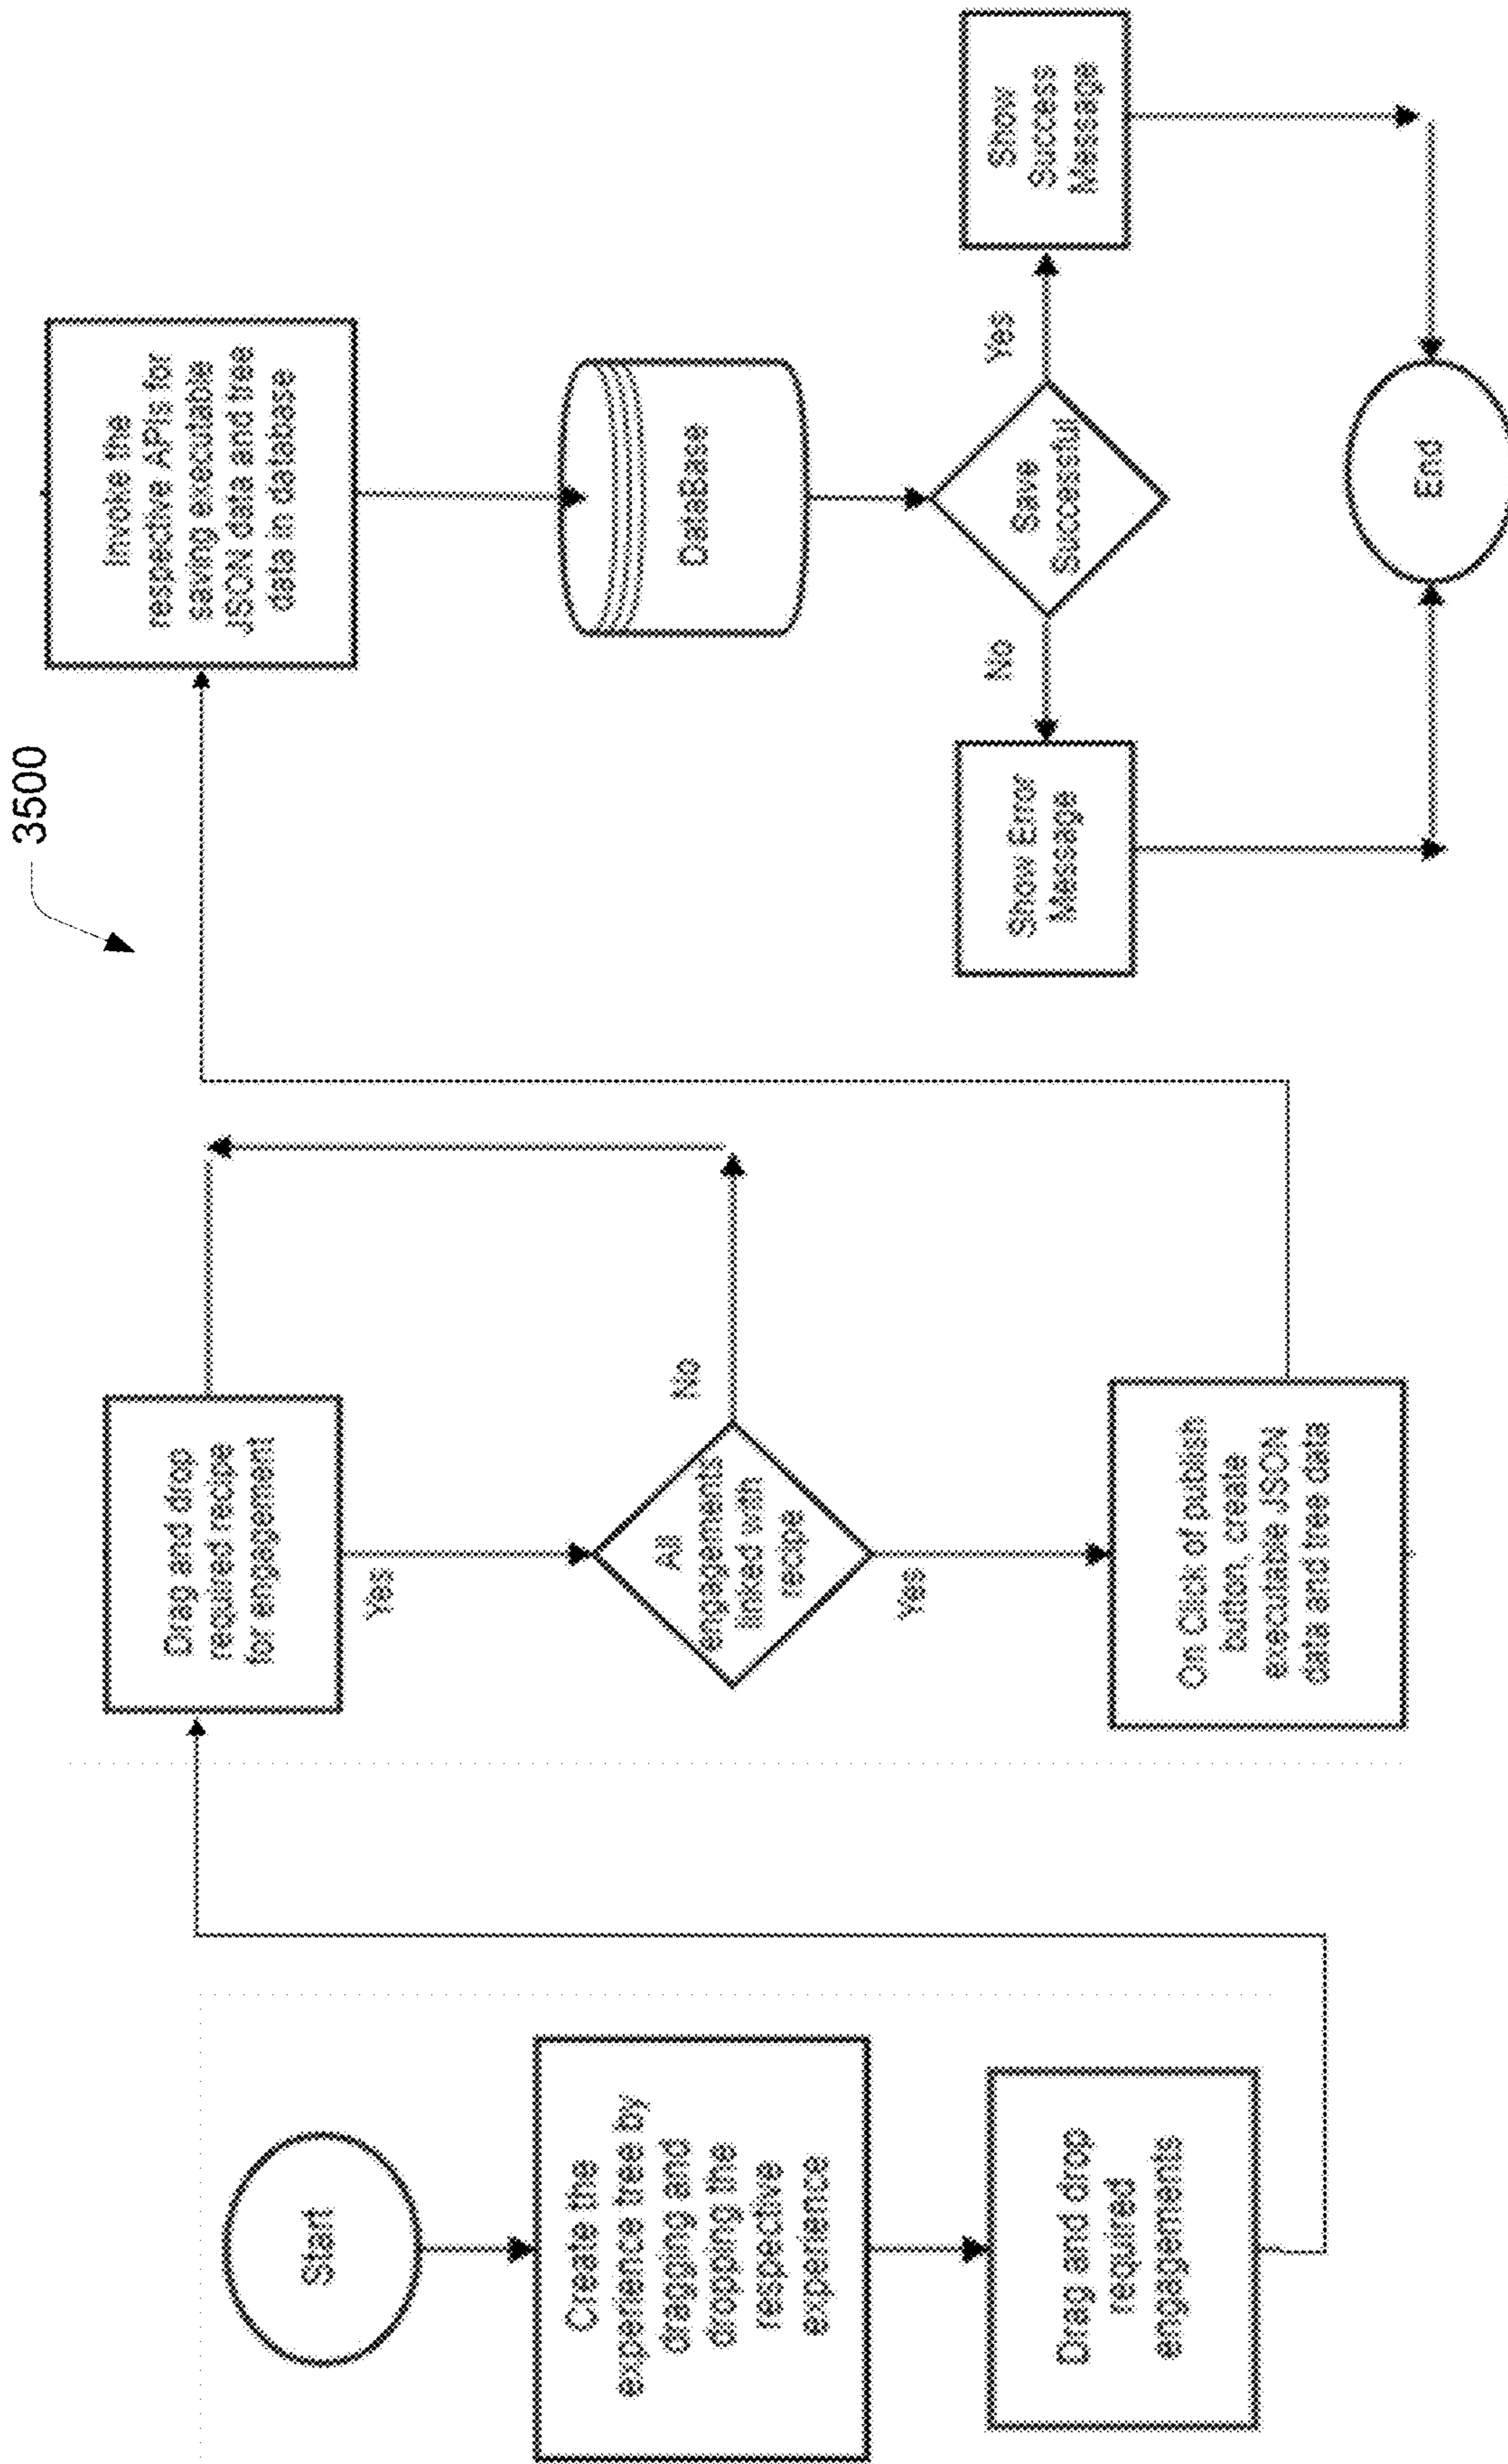 3500
Start
Create the
experience tree by
dragging and
dropping the
respective
experience
Drag and drop
required
engagements
Drag and drop
required recipe
for engagement
Yes
All
engagements
linked with
recipe
No
Yes
On Click of publish
button, create
executable JSON
data and tree data
Invoke the
respective APIs for
saving executable
JSON data and tree
data in database
DataBase
Save
Successful
No
Yes
Show Error
Message
Show
Success
Message
End